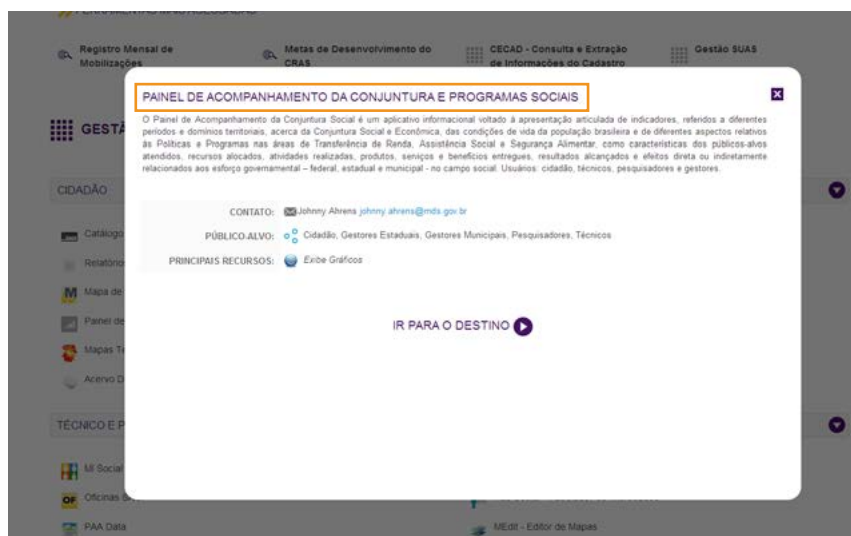 FERRAMENTAS MAIS ACESSADAS
Registro Mensal de
Mobilizações
Metas de Desenvolvimento do
CRAS
CECAD - Consulta e Extração
de Informações do Cadastro
Gestão SUAS
PAINEL DE ACOMPANHAMENTO DA CONJUNTURA E PROGRAMAS SOCIAIS
O Painel de Acompanhamento da Conjuntura Social é um aplicativo informacional voltado à apresentação articulada de indicadores, referidos a diferentes
períodos e domínios territoriais, acerca da Conjuntura Social e Econômica, das condições de vida da população brasileira e de diferentes aspectos relativos
às Políticas e Programas nas áreas de Transferência de Randa, Assistência Social e Segurança Alimentar, como características dos públicos-alvos
atendidos, recursos alocados, atividades realizadas, produtos, serviços e benefícios entregues, resultados alcançados e efeitos direta ou indiretamente
relacionados aos esforço governamental – federal, estadual e municipal - no campo social. Usuários: cidadão, técnicos, pesquisadores e gestores.
GESTÃ
CIDADÃO
CONTATO: Johnny Ahrens johnny.ahrens@mds.gov.br
PÚBLICO-ALVO: Cidadão, Gestores Estaduais, Gestores Municipais, Pesquisadores, Técnicos
PRINCIPAIS RECURSOS: Exibe Gráficos
Catálogo
Relatórios
Mapa de
Painel de
IR PARA O DESTINO
Mapas Te
Acervo D
TÉCNICO E P
MI Social
Oficinas
PAA Data
MEdit - Editor de Mapas